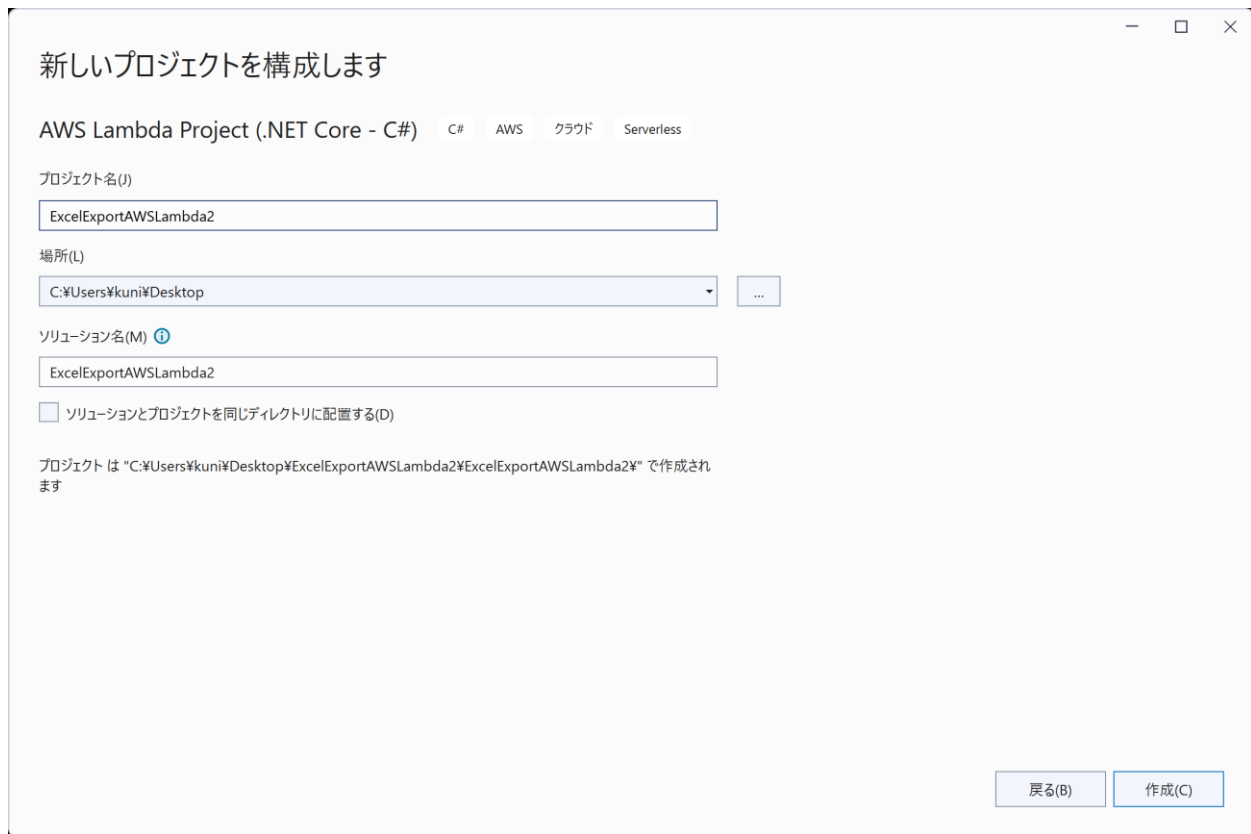 新しいプロジェクトを構成します
AWS Lambda Project (.NET Core - C#) C# AWS クラウド Serverless
プロジェクト名(J)
ExcelExportAWSLambda2
場所(L)
C:¥Users¥kuni¥Desktop ...
ソリューション名(M)
ExcelExportAWSLambda2
ソリューションとプロジェクトを同じディレクトリに配置する(D)
プロジェクト は "C:¥Users¥kuni¥Desktop¥ExcelExportAWSLambda2¥ExcelExportAWSLambda2¥" で作成され
ます
戻る(B) 作成(C)